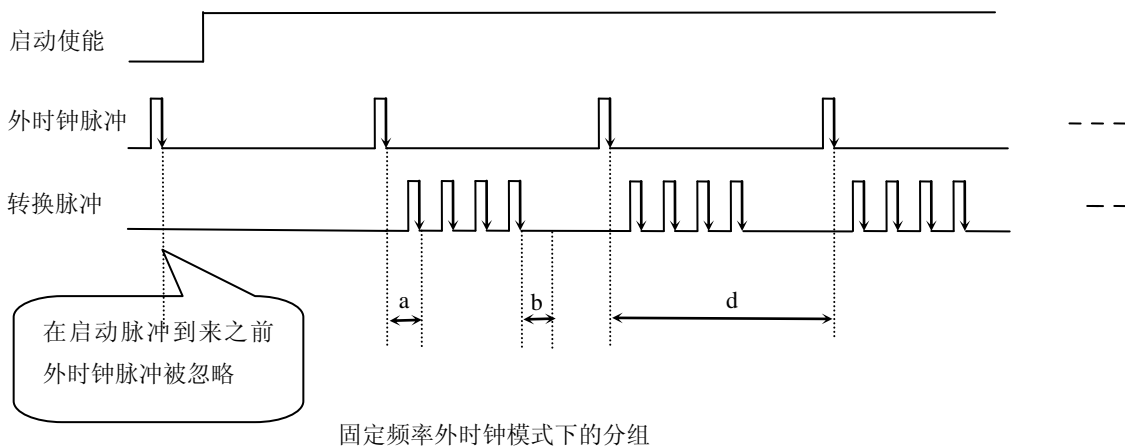 启动使能
外时钟脉冲
转换脉冲
a
b
d
在启动脉冲到来之前
外时钟脉冲被忽略
固定频率外时钟模式下的分组